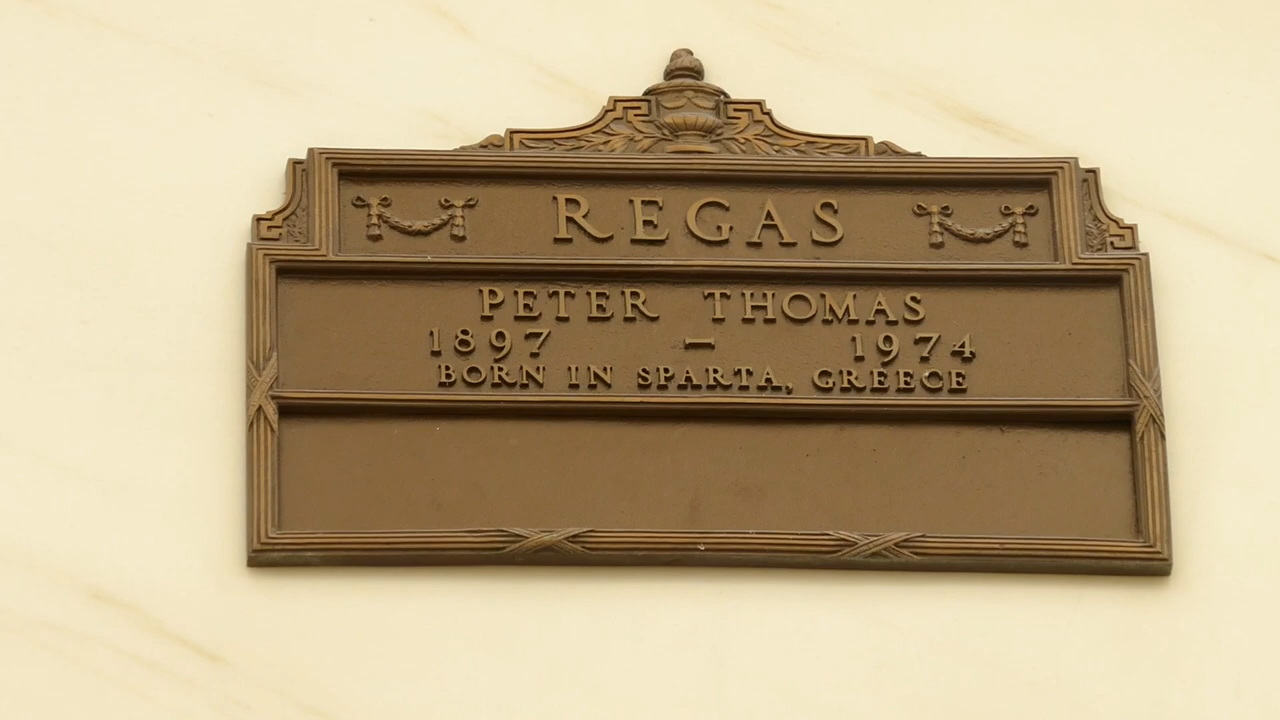 REGAS
PETER THOMAS
1897 – 1974
BORN IN SPARTA, GREECE